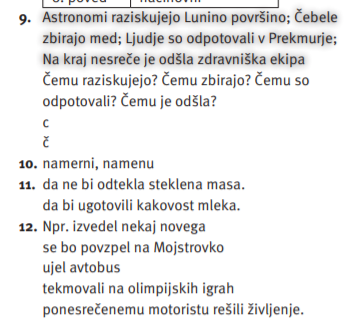 9. Astronomi raziskujejo Lunino površino; Čebele
zbirajo med; Ljudje so odpotovali v Prekmurje;
Na kraj nesreče je odšla zdravniška ekipa
Čemu raziskujejo? Čemu zbirajo? Čemu so
odpotovali? Čemu je odšla?
c
č
10. namerni, namenu
11. da ne bi odtekla steklena masa.
da bi ugotovili kakovost mleka.
12. Npr. izvedel nekaj novega
se bo povzpel na Mojstrovko
ujel avtobus
tekmovali na olimpijskih igrah
ponesrečenemu motoristu rešili življenje.